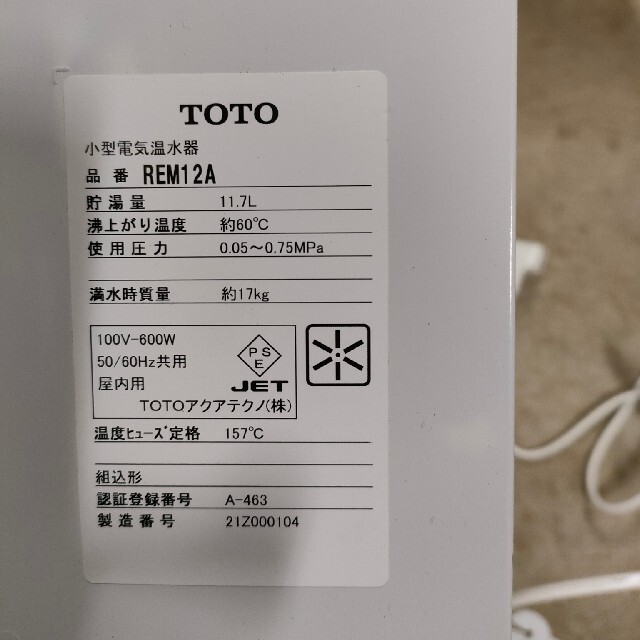 TOTO
小型電気温水器
品番 REM12A
貯湯量 11.7L
沸上がり温度 約60℃
使用圧力 0.05～0.75MPa
満水時質量 約17kg
100V-600W
50/60Hz共用
屋内用
PSE
JET
TOTOアクアテクノ(株)
温度ﾋｭｰｽﾞ定格 157℃
組込形
認証登録番号 A-463
製造番号 21Z000104